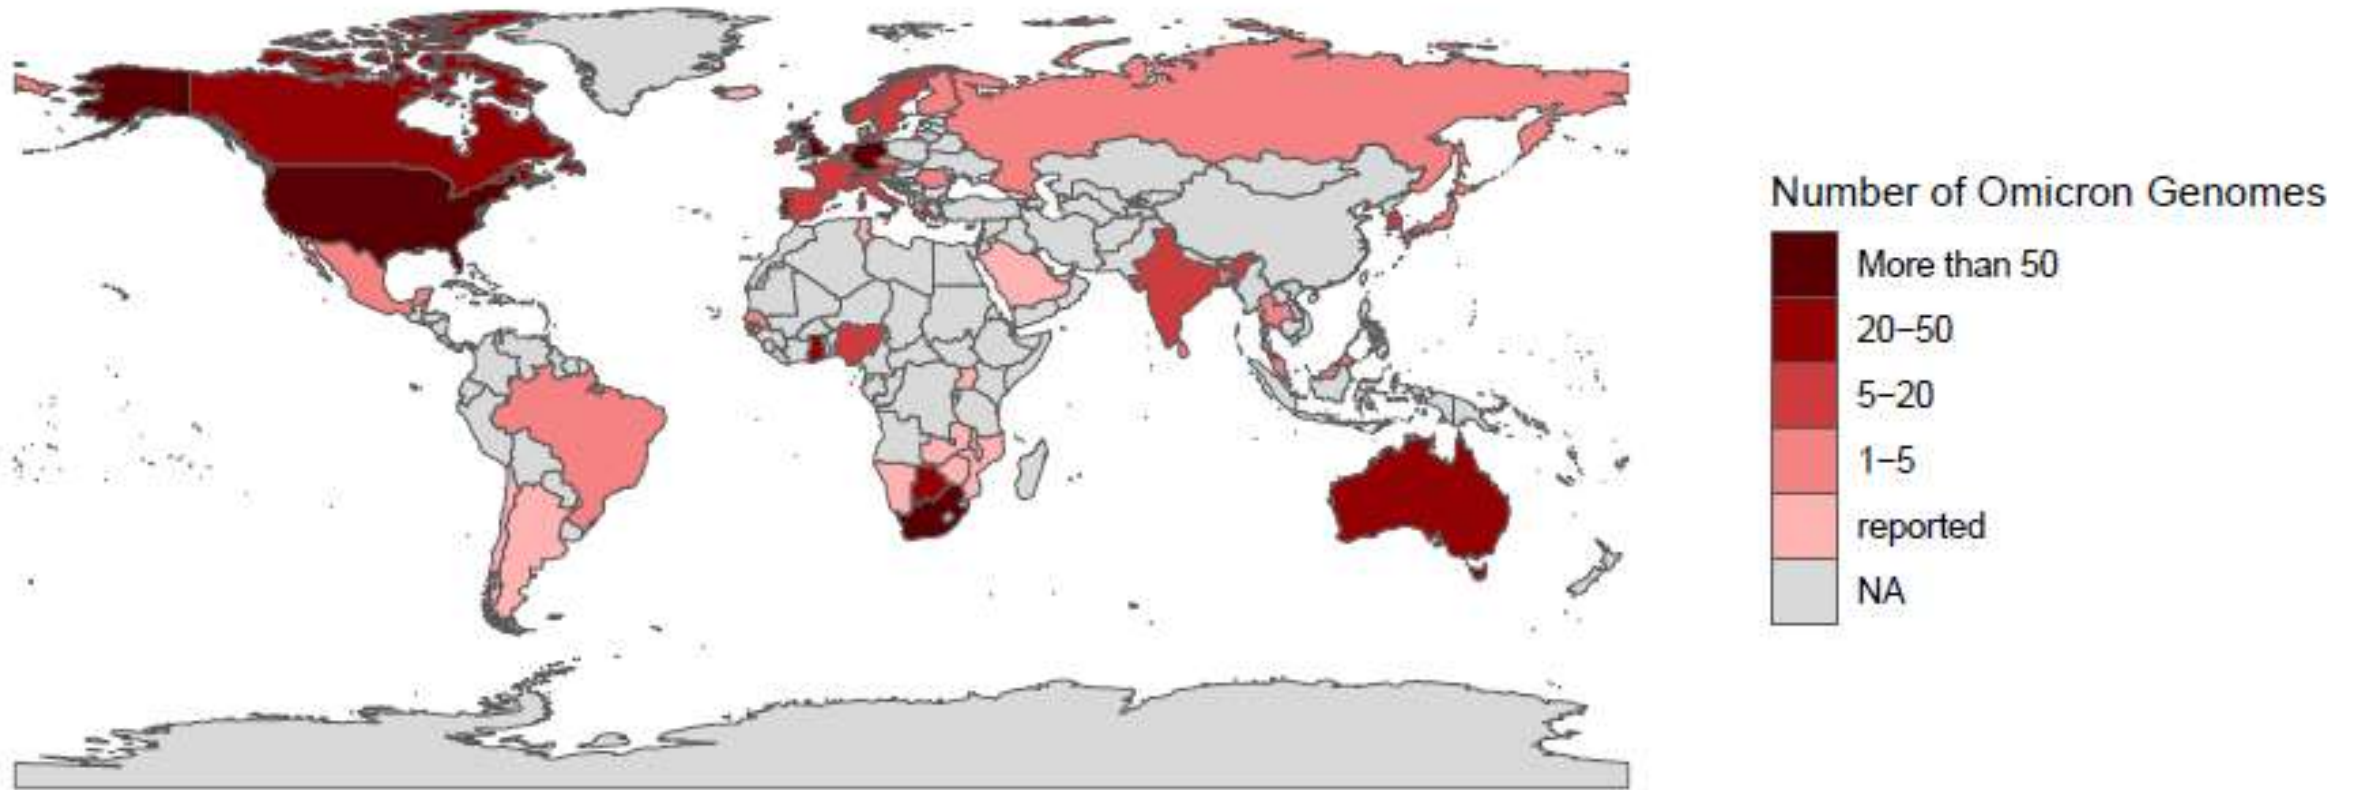 Number of Omicron Genomes
More than 50
20–50
5–20
1–5
reported
NA